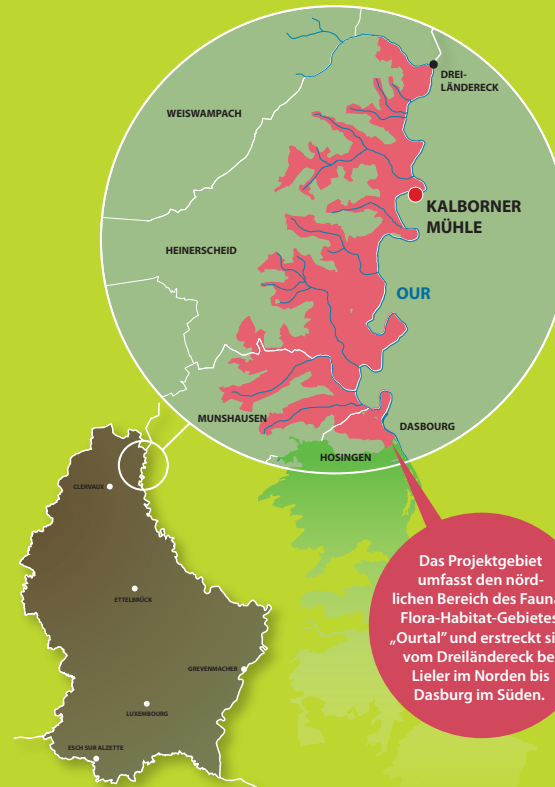 DREI-
LÄNDERECK
WEISWAMPACH
KALBORNER
MÜHLE
HEINERSCHEID
OUR
MUNSHAUSEN
DASBOURG
HOSINGEN
CLERVAUX
ETTELBRÜCK
GREVENMACHER
LUXEMBOURG
ESCH SUR ALZETTE
Das Projektgebiet
umfasst den nörd-
lichen Bereich des Fauna
Flora-Habitat-Gebietes
„Ourtal” und erstreckt si
vom Dreiländereck be
Lieler im Norden bis
Dasburg im Süden.